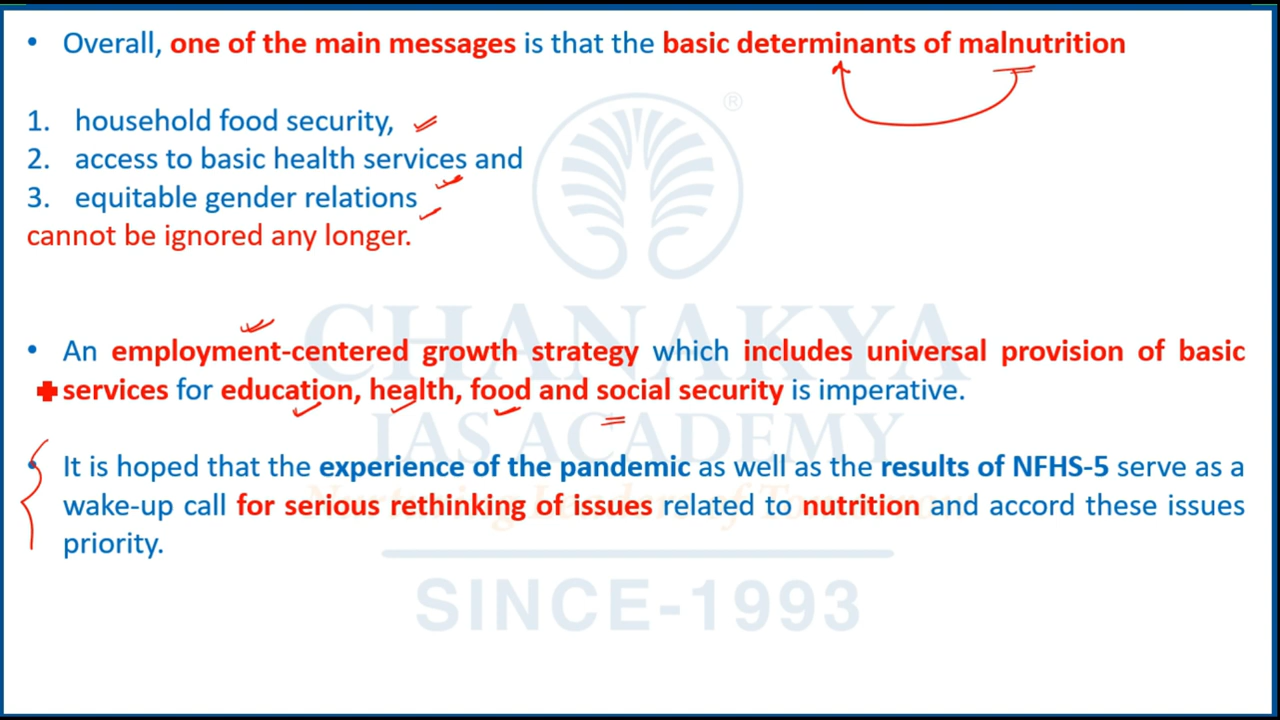 • Overall, one of the main messages is that the basic determinants of malnutrition
1. household food security,
2. access to basic health services and
3. equitable gender relations
cannot be ignored any longer.
• An employment-centered growth strategy which includes universal provision of basic
services for education, health, food and social security is imperative.
• It is hoped that the experience of the pandemic as well as the results of NFHS-5 serve as a
wake-up call for serious rethinking of issues related to nutrition and accord these issues
priority.
®
CHANAKYA
IAS ACADEMY
SINCE-1993